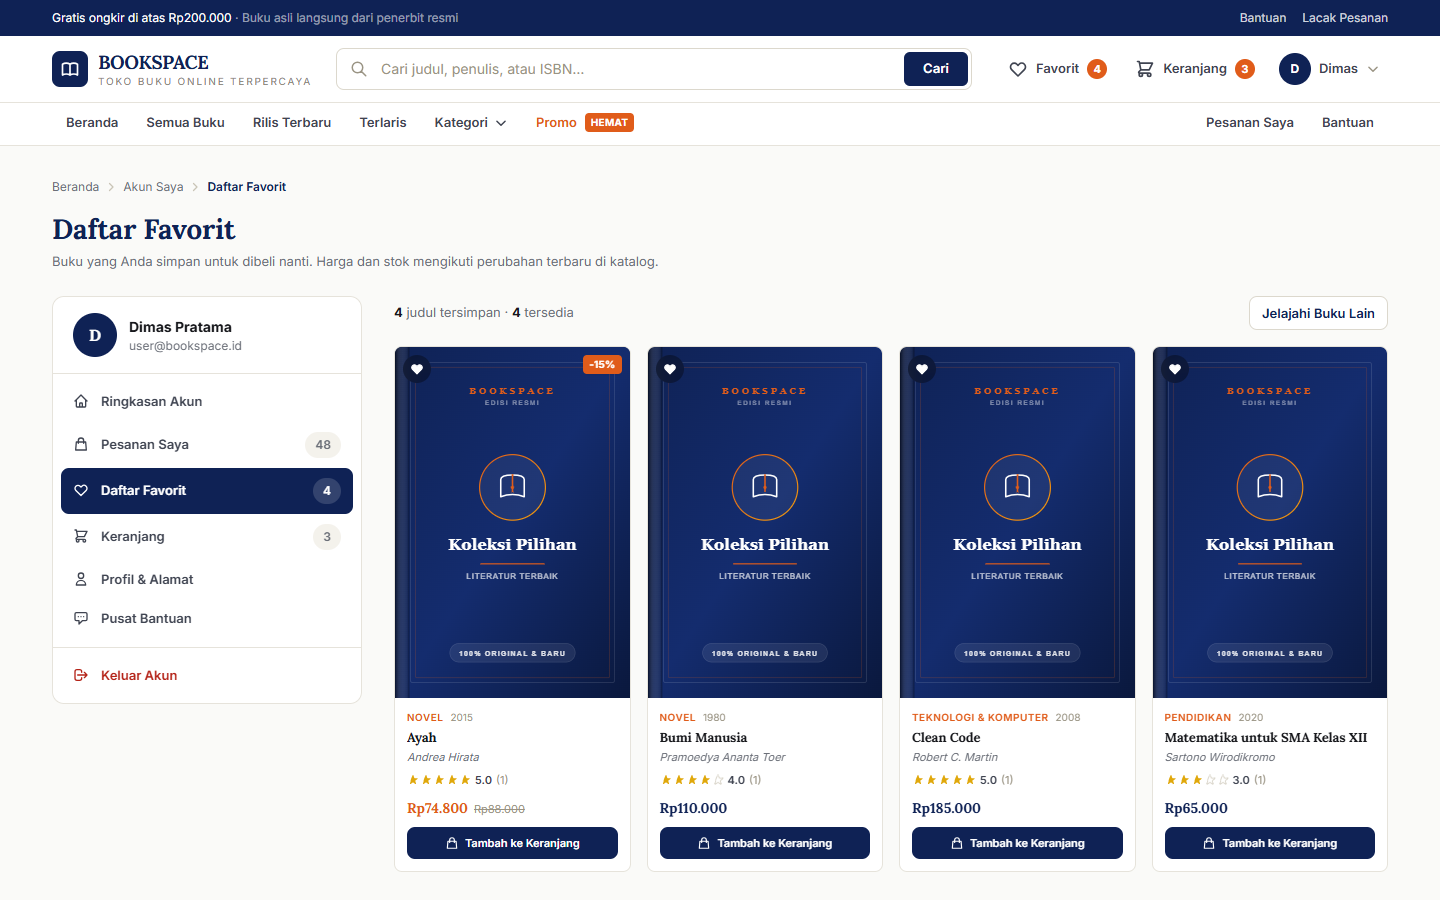 Gratis ongkir di atas Rp200.000 · Buku asli langsung dari penerbit resmi
Bantuan Lacak Pesanan
BOOKSPACE
TOKO BUKU ONLINE TERPERCAYA
Cari judul, penulis, atau ISBN...
Cari
Favorit 4
Keranjang 3
D Dimas
Beranda Semua Buku Rilis Terbaru Terlaris Kategori Promo HEMAT Pesanan Saya Bantuan
Beranda Akun Saya Daftar Favorit
Daftar Favorit
Buku yang Anda simpan untuk dibeli nanti. Harga dan stok mengikuti perubahan terbaru di katalog.
D
Dimas Pratama
user@bookspace.id
Ringkasan Akun
Pesanan Saya 48
Daftar Favorit 4
Keranjang 3
Profil & Alamat
Pusat Bantuan
Keluar Akun
4 judul tersimpan · 4 tersedia
Jelajahi Buku Lain
-15%
BOOKSPACE
EDISI RESMI
Koleksi Pilihan
LITERATUR TERBAIK
100% ORIGINAL & BARU
NOVEL 2015
Ayah
Andrea Hirata
5.0 (1)
Rp74.800 Rp88.000
Tambah ke Keranjang
BOOKSPACE
EDISI RESMI
Koleksi Pilihan
LITERATUR TERBAIK
100% ORIGINAL & BARU
NOVEL 1980
Bumi Manusia
Pramoedya Ananta Toer
4.0 (1)
Rp110.000
Tambah ke Keranjang
BOOKSPACE
EDISI RESMI
Koleksi Pilihan
LITERATUR TERBAIK
100% ORIGINAL & BARU
TEKNOLOGI & KOMPUTER 2008
Clean Code
Robert C. Martin
5.0 (1)
Rp185.000
Tambah ke Keranjang
BOOKSPACE
EDISI RESMI
Koleksi Pilihan
LITERATUR TERBAIK
100% ORIGINAL & BARU
PENDIDIKAN 2020
Matematika untuk SMA Kelas XII
Sartono Wirodikromo
3.0 (1)
Rp65.000
Tambah ke Keranjang